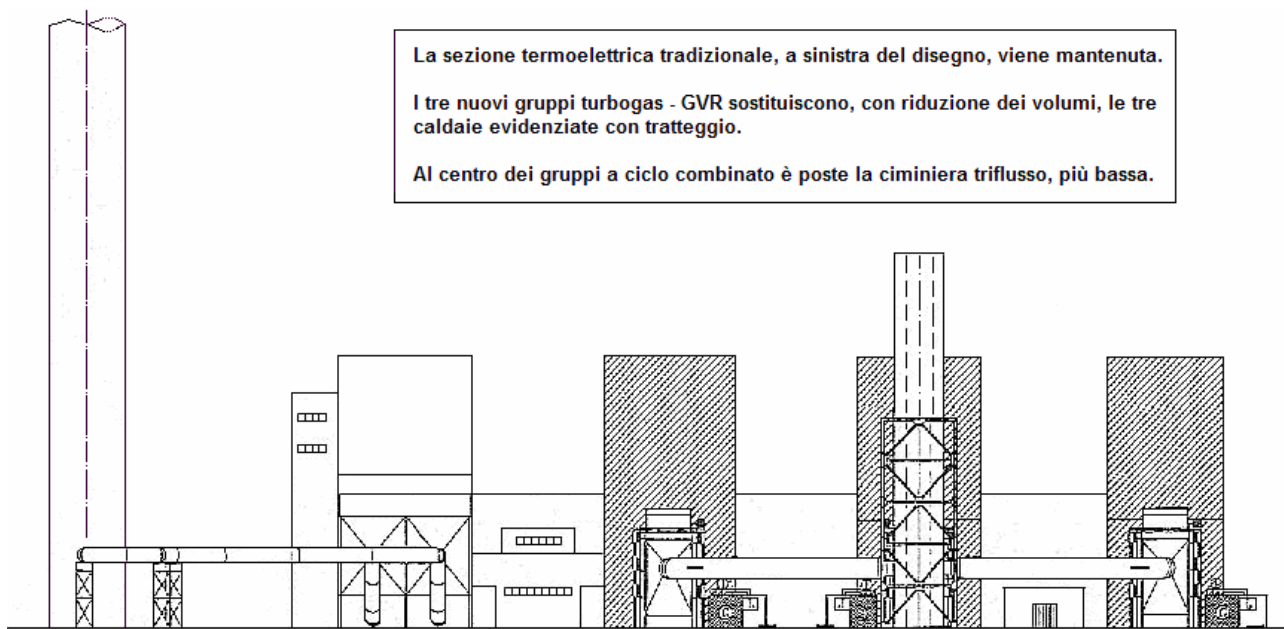 La sezione termoelettrica tradizionale, a sinistra del disegno, viene mantenuta.
I tre nuovi gruppi turbogas - GVR sostituiscono, con riduzione dei volumi, le tre
caldaie evidenziate con tratteggio.
Al centro dei gruppi a ciclo combinato è poste la ciminiera triflusso, più bassa.